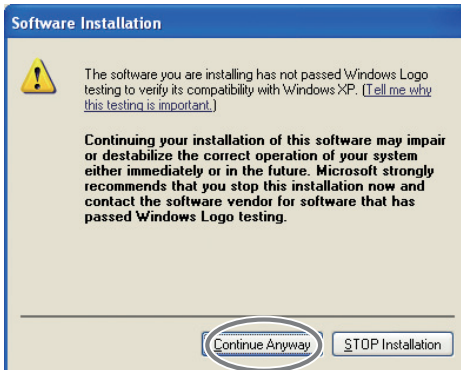 Software Installation
The software you are installing has not passed Windows Logo
testing to verify its compatibility with Windows XP. (Tell me why
this testing is important.)
Continuing your installation of this software may impair
or destabilize the correct operation of your system
either immediately or in the future. Microsoft strongly
recommends that you stop this installation now and
contact the software vendor for software that has
passed Windows Logo testing.
Continue Anyway
STOP Installation